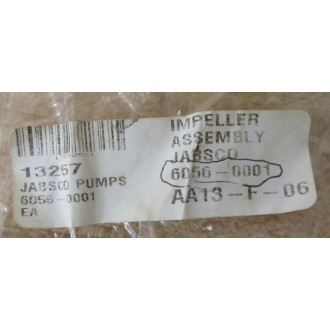 13257
JABSCO PUMPS
6056-0001
EA
IMPELLER
ASSEMBLY
JABSCO
6056-0001
AA13-F-06